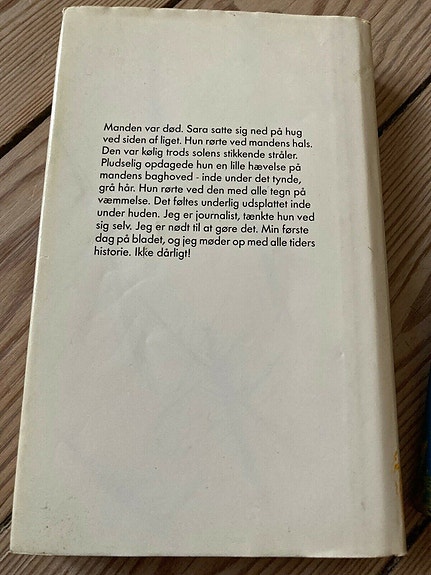 Manden var død. Sara satte sig ned på hug
ved siden af liget. Hun rørte ved mandens hals.
Den var kølig trods solens stikkende stråler.
Pludselig opdagede hun en lille hævelse på
mandens baghoved - inde under det tynde,
grå hår. Hun rørte ved den med alle tegn på
væmmelse. Det føltes underlig udsplattet inde
under huden. Jeg er journalist, tænkte hun ved
sig selv. Jeg er nødt til at gøre det. Min første
dag på bladet, og jeg møder op med alle tiders
historie. Ikke dårligt!